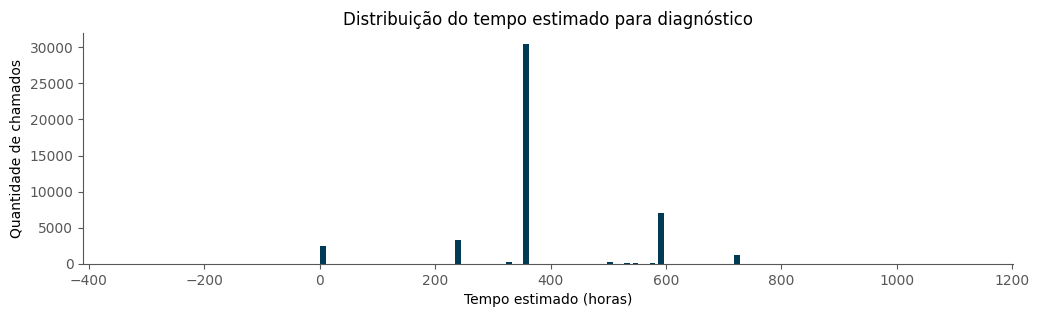 Distribuição do tempo estimado para diagnóstico
Quantidade de chamados
30000
25000
20000
15000
10000
5000
0
−400 −200 0 200 400 600 800 1000 1200
Tempo estimado (horas)